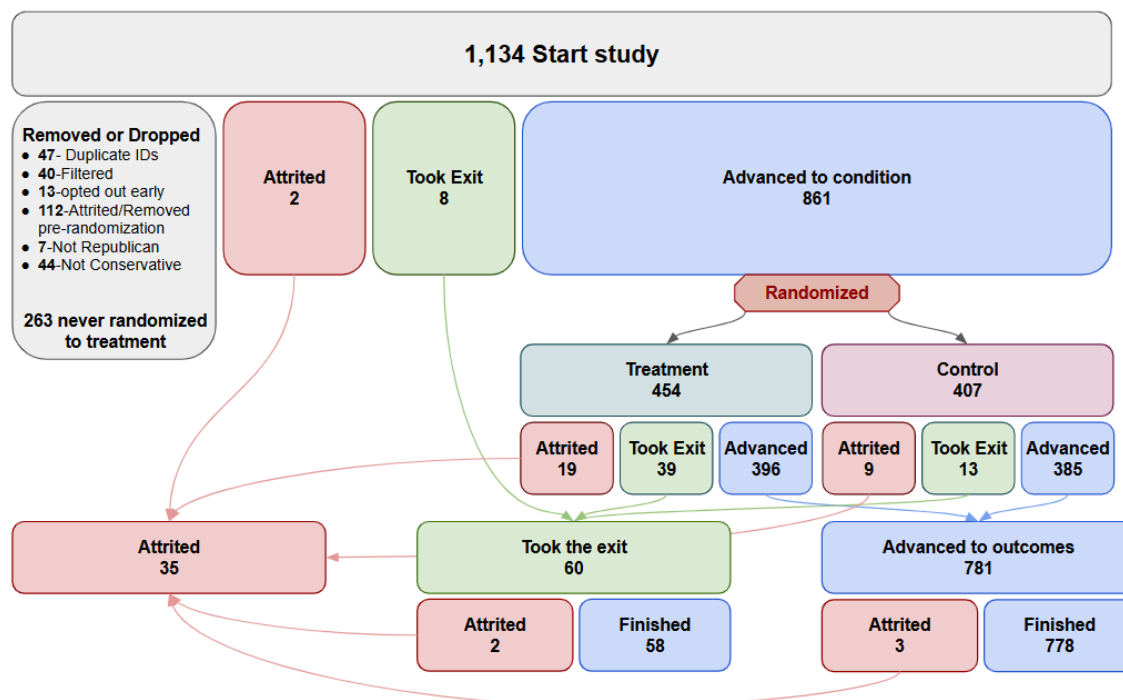 1,134 Start study
Removed or Dropped
● 47- Duplicate IDs
● 40-Filtered
● 13-opted out early
● 112-Attrited/Removed
pre-randomization
● 7-Not Republican
● 44-Not Conservative
263 never randomized
to treatment
Attrited
2
Took Exit
8
Advanced to condition
861
Randomized
Treatment
454
Control
407
Attrited
19
Took Exit
39
Advanced
396
Attrited
9
Took Exit
13
Advanced
385
Attrited
35
Took the exit
60
Advanced to outcomes
781
Attrited
2
Finished
58
Attrited
3
Finished
778